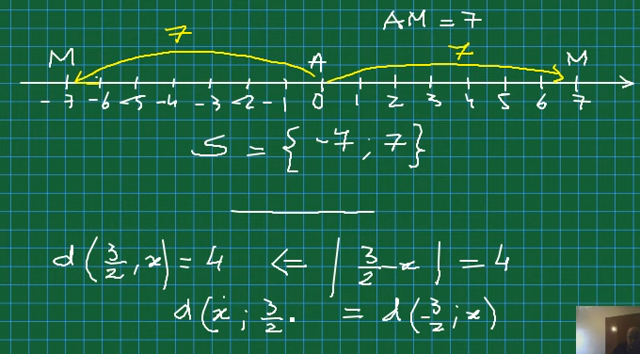 AM = 7
7 7
M A M
-7 -6 -5 -4 -3 -2 -1 0 1 2 3 4 5 6 7
S = { -7 ; 7 }
d( 3/2 , x ) = 4 <= | 3/2 - x | = 4
d( x ; 3/2 . = d( -3/2 ; x )